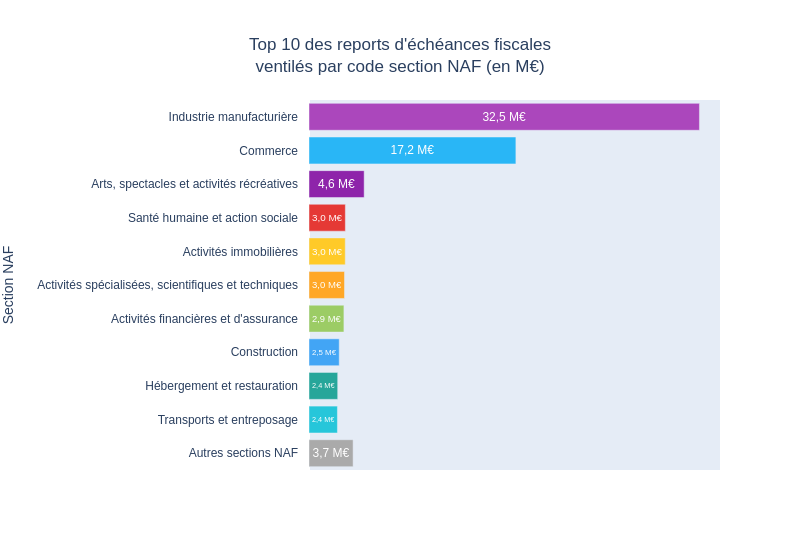 Top 10 des reports d'échéances fiscales
ventilés par code section NAF (en M€)
Section NAF
Industrie manufacturière 32,5 M€
Commerce 17,2 M€
Arts, spectacles et activités récréatives 4,6 M€
Santé humaine et action sociale 3,0 M€
Activités immobilières 3,0 M€
Activités spécialisées, scientifiques et techniques 3,0 M€
Activités financières et d'assurance 2,9 M€
Construction 2,5 M€
Hébergement et restauration 2,4 M€
Transports et entreposage 2,4 M€
Autres sections NAF 3,7 M€